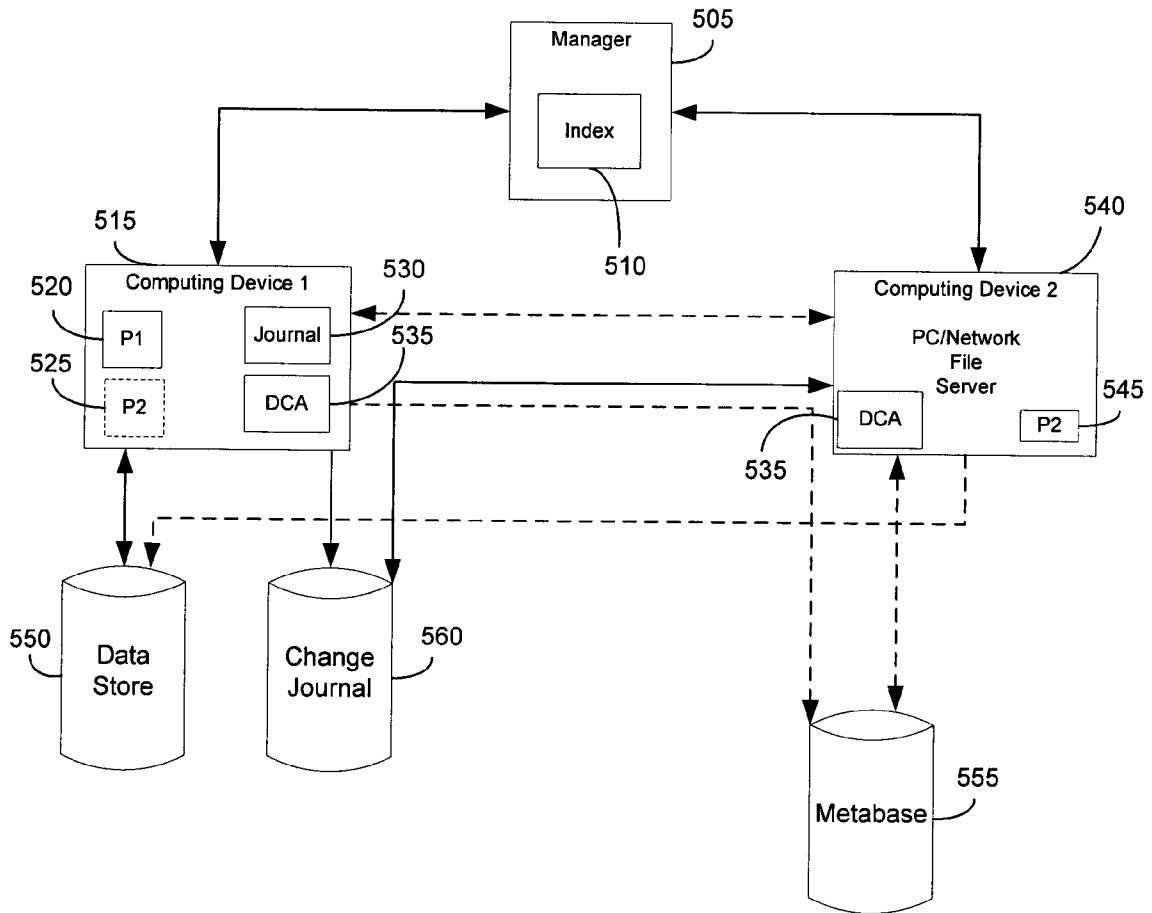 505
Manager
Index
510
515
Computing Device 1
520
P1
525
P2
530
Journal
535
DCA
540
Computing Device 2
PC/Network
File
Server
DCA
535
545
P2
550
Data
Store
Change
Journal
560
Metabase
555